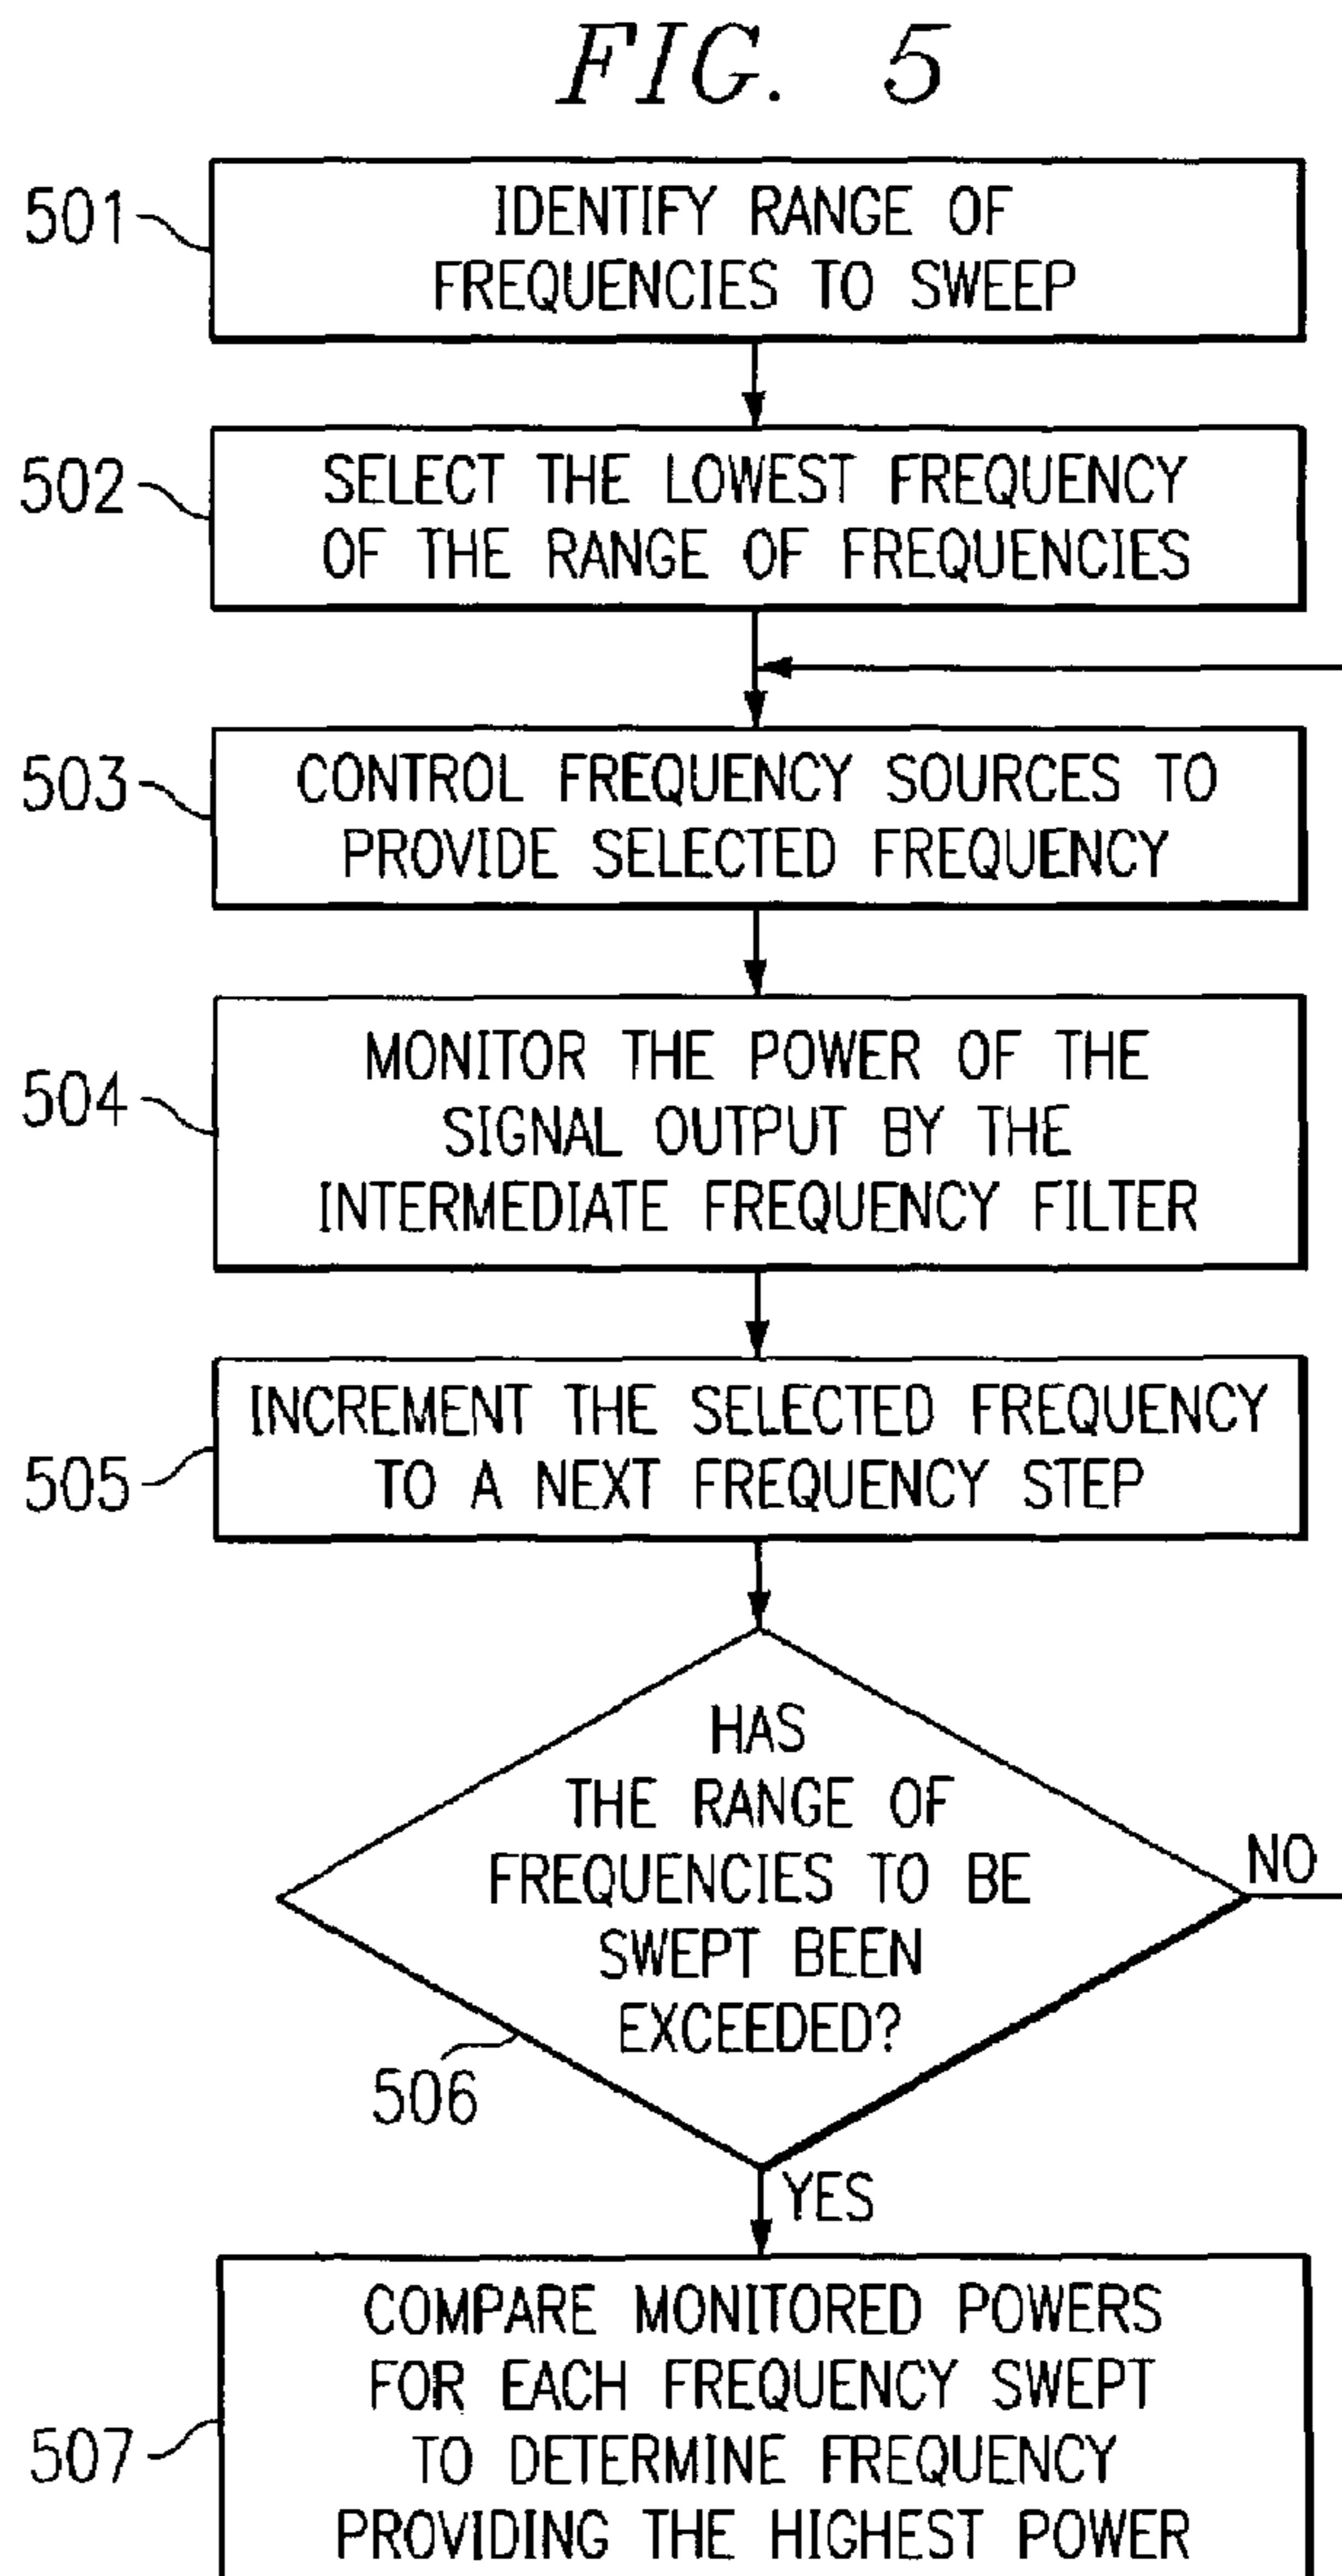 FIG. 5
501
IDENTIFY RANGE OF
FREQUENCIES TO SWEEP
502
SELECT THE LOWEST FREQUENCY
OF THE RANGE OF FREQUENCIES
503
CONTROL FREQUENCY SOURCES TO
PROVIDE SELECTED FREQUENCY
504
MONITOR THE POWER OF THE
SIGNAL OUTPUT BY THE
INTERMEDIATE FREQUENCY FILTER
505
INCREMENT THE SELECTED FREQUENCY
TO A NEXT FREQUENCY STEP
HAS
THE RANGE OF
FREQUENCIES TO BE
SWEPT BEEN
EXCEEDED?
NO
506
YES
507
COMPARE MONITORED POWERS
FOR EACH FREQUENCY SWEPT
TO DETERMINE FREQUENCY
PROVIDING THE HIGHEST POWER